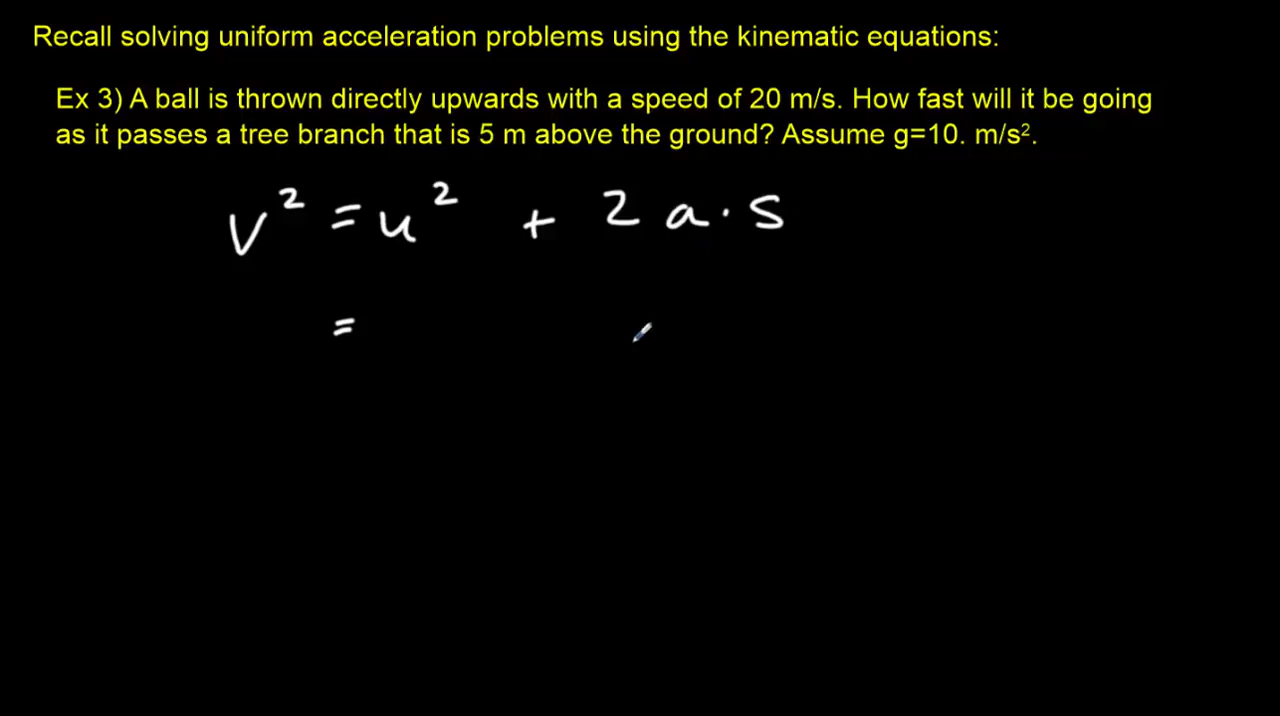 Recall solving uniform acceleration problems using the kinematic equations:
Ex 3) A ball is thrown directly upwards with a speed of 20 m/s. How fast will it be going
as it passes a tree branch that is 5 m above the ground? Assume g=10. m/s².
v² = u² + 2 a · s
=